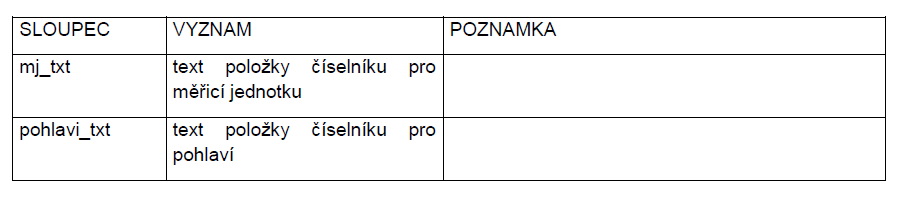 SLOUPEC VYZNAM POZNAMKA
mj_txt text položky číselníku pro
měřicí jednotku
pohlavi_txt text položky číselníku pro
pohlaví